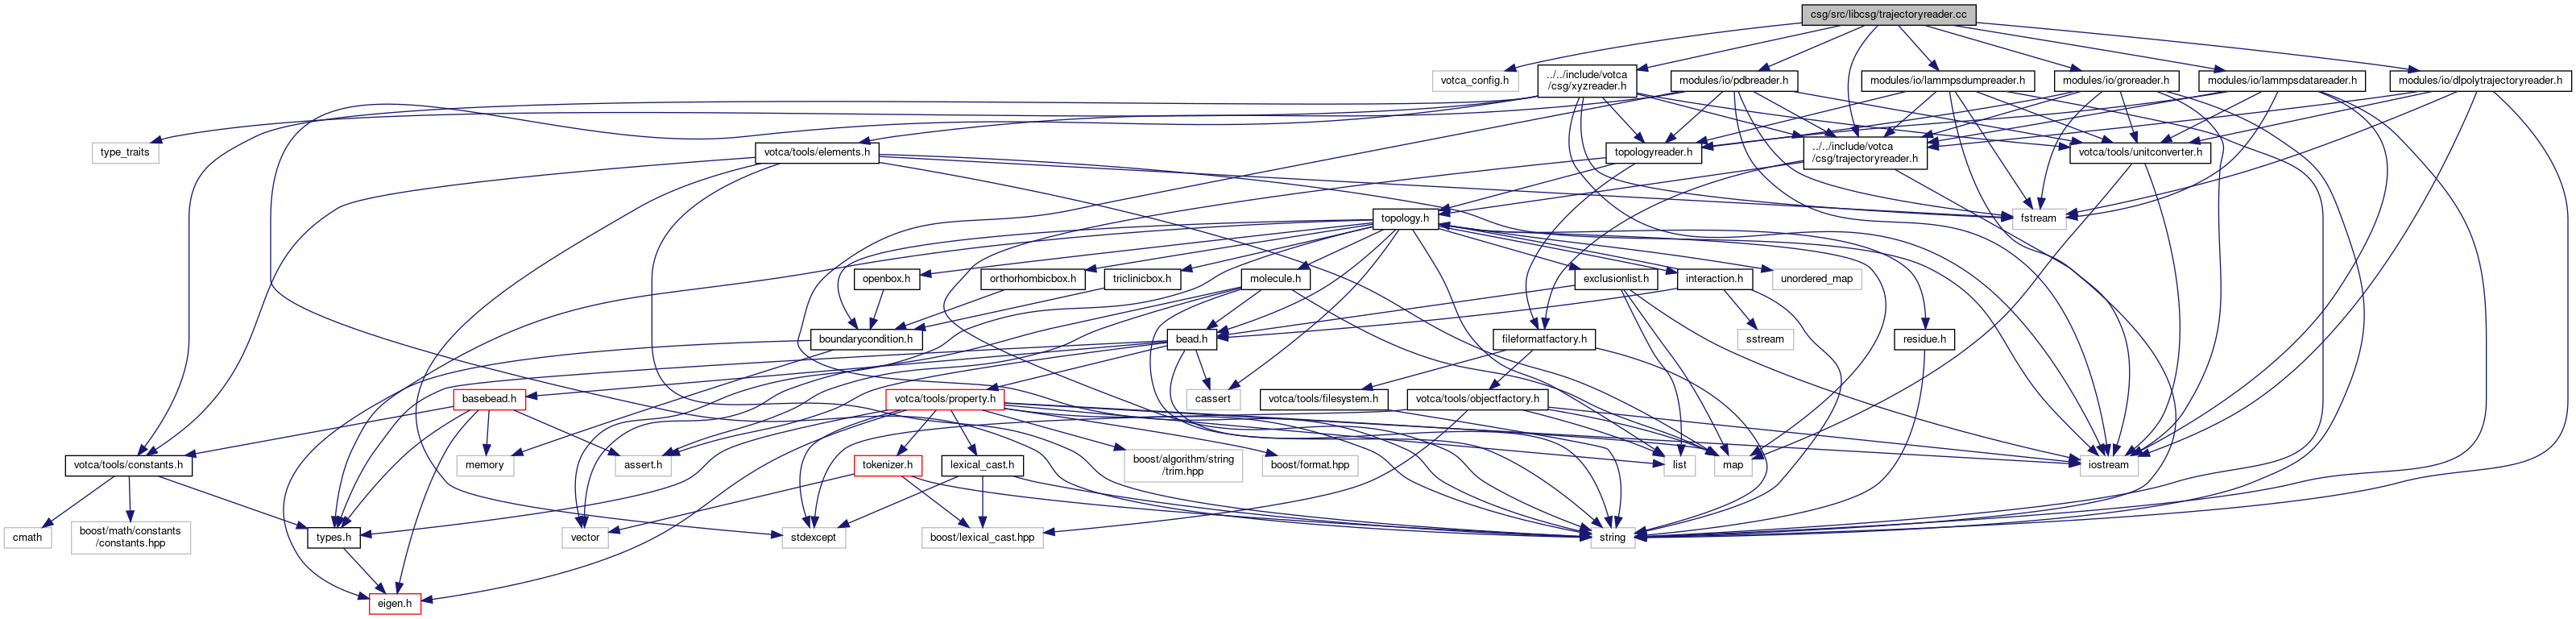 csg/src/libcsg/trajectoryreader.cc
votca_config.h
../../include/votca
/csg/xyzreader.h
modules/io/pdbreader.h
modules/io/lammpsdumpreader.h
modules/io/groreader.h
modules/io/lammpsdatareader.h
modules/io/dlpolytrajectoryreader.h
type_traits
votca/tools/elements.h
topologyreader.h
../../include/votca
/csg/trajectoryreader.h
votca/tools/unitconverter.h
topology.h
fstream
openbox.h
orthorhombicbox.h
triclinicbox.h
molecule.h
exclusionlist.h
interaction.h
unordered_map
boundarycondition.h
bead.h
fileformatfactory.h
sstream
residue.h
basebead.h
votca/tools/property.h
cassert
votca/tools/filesystem.h
votca/tools/objectfactory.h
votca/tools/constants.h
memory
assert.h
tokenizer.h
lexical_cast.h
boost/algorithm/string
/trim.hpp
boost/format.hpp
list
map
iostream
cmath
boost/math/constants
/constants.hpp
types.h
vector
stdexcept
boost/lexical_cast.hpp
string
eigen.h